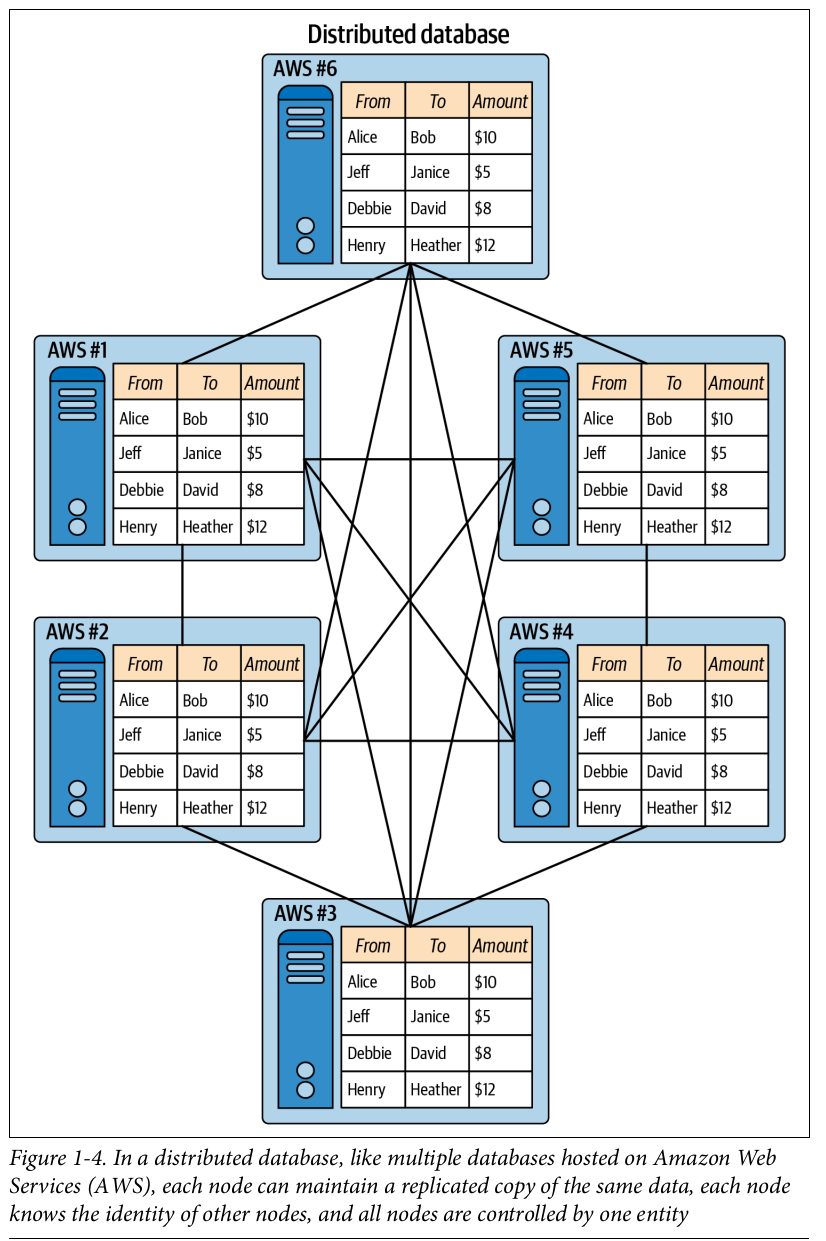 Distributed database
AWS #6
From To Amount
Alice Bob $10
Jeff Janice $5
Debbie David $8
Henry Heather $12
AWS #1
From To Amount
Alice Bob $10
Jeff Janice $5
Debbie David $8
Henry Heather $12
AWS #5
From To Amount
Alice Bob $10
Jeff Janice $5
Debbie David $8
Henry Heather $12
AWS #2
From To Amount
Alice Bob $10
Jeff Janice $5
Debbie David $8
Henry Heather $12
AWS #4
From To Amount
Alice Bob $10
Jeff Janice $5
Debbie David $8
Henry Heather $12
AWS #3
From To Amount
Alice Bob $10
Jeff Janice $5
Debbie David $8
Henry Heather $12
Figure 1-4. In a distributed database, like multiple databases hosted on Amazon Web
Services (AWS), each node can maintain a replicated copy of the same data, each node
knows the identity of other nodes, and all nodes are controlled by one entity